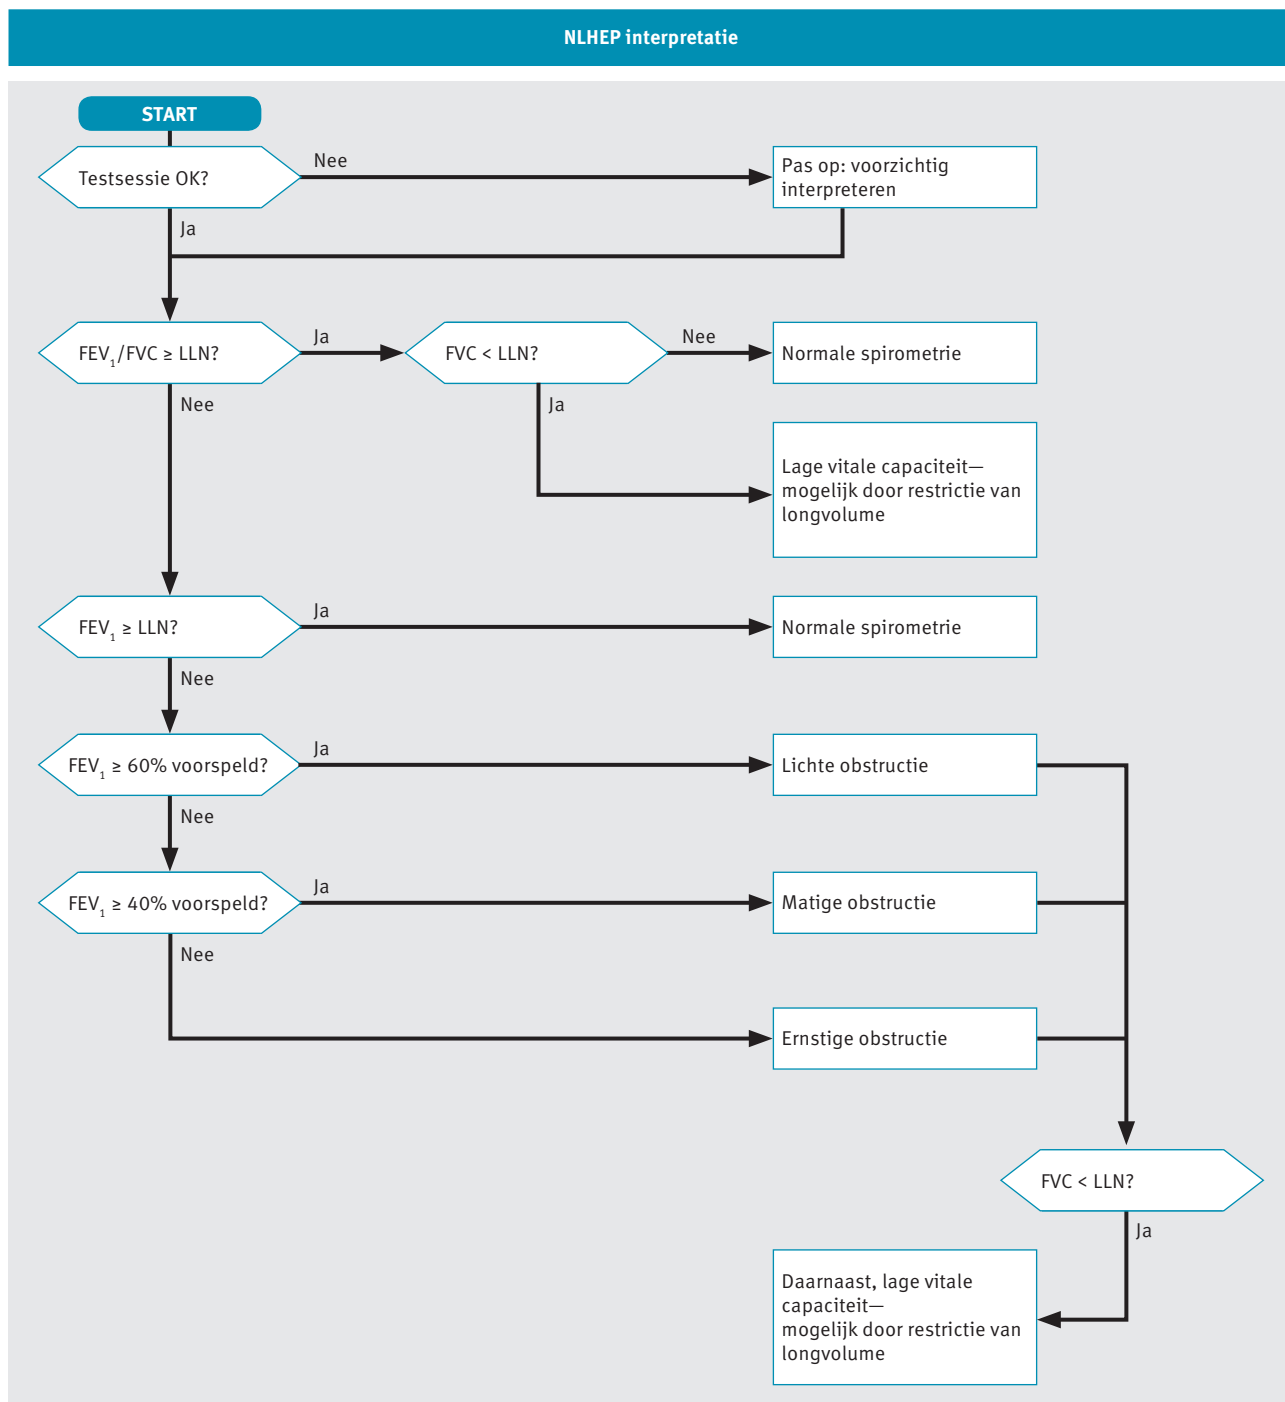 NLHEP interpretatie
START
Testsessie OK?
Nee
Pas op: voorzichtig
interpreteren
Ja
FEV₁/FVC ≥ LLN?
Ja
FVC < LLN?
Nee
Normale spirometrie
Nee
Ja
Lage vitale capaciteit—
mogelijk door restrictie van
longvolume
FEV₁ ≥ LLN?
Ja
Normale spirometrie
Nee
FEV₁ ≥ 60% voorspeld?
Ja
Lichte obstructie
Nee
FEV₁ ≥ 40% voorspeld?
Ja
Matige obstructie
Nee
Ernstige obstructie
FVC < LLN?
Ja
Daarnaast, lage vitale
capaciteit—
mogelijk door restrictie van
longvolume